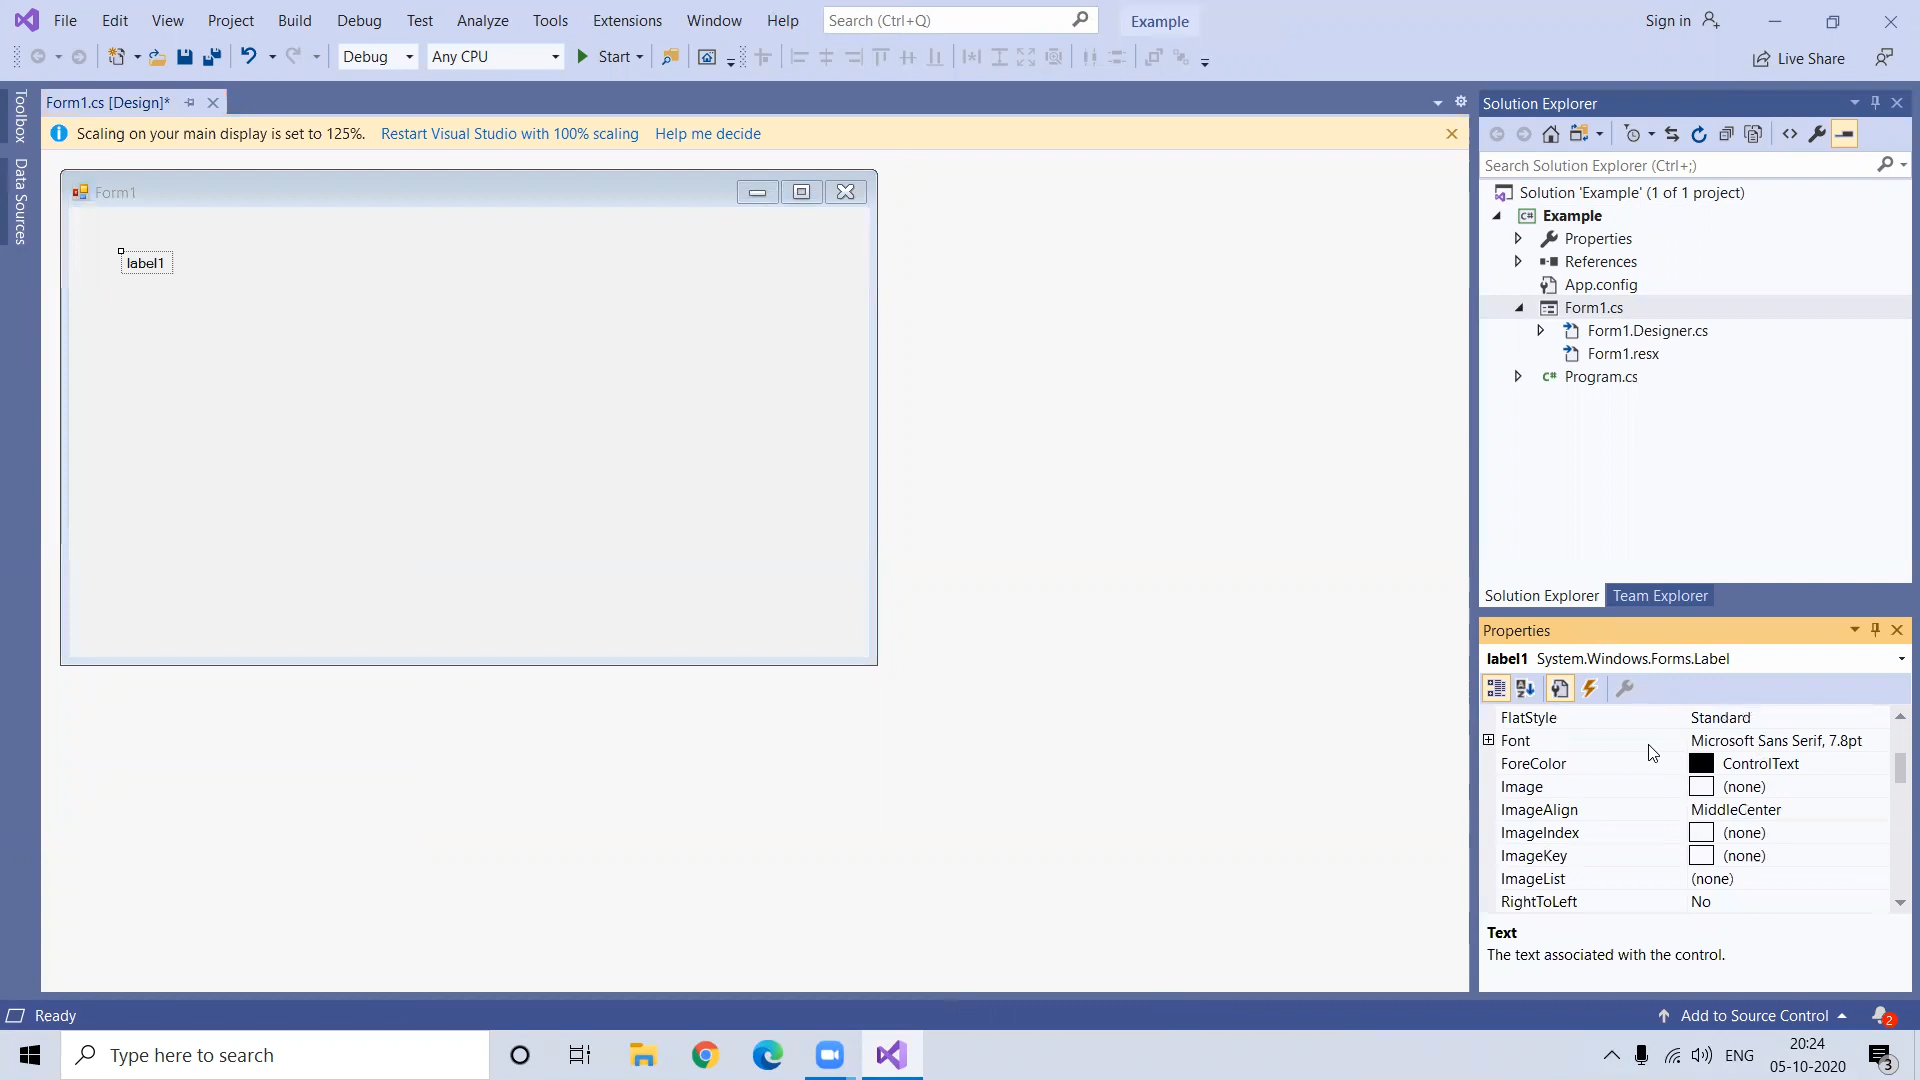 File Edit View Project Build Debug Test Analyze Tools Extensions Window Help Search (Ctrl+Q) Example Sign in
Debug Any CPU Start Live Share
Toolbox
Data Sources
Form1.cs [Design]*
Scaling on your main display is set to 125%. Restart Visual Studio with 100% scaling Help me decide
Form1
label1
Solution Explorer
Search Solution Explorer (Ctrl+;)
Solution 'Example' (1 of 1 project)
C# Example
Properties
References
App.config
Form1.cs
Form1.Designer.cs
Form1.resx
C# Program.cs
Solution Explorer Team Explorer
Properties
label1 System.Windows.Forms.Label
FlatStyle Standard
Font Microsoft Sans Serif, 7.8pt
ForeColor ControlText
Image (none)
ImageAlign MiddleCenter
ImageIndex (none)
ImageKey (none)
ImageList (none)
RightToLeft No
Text
The text associated with the control.
Ready Add to Source Control 2
Type here to search ENG 20:24
05-10-2020 3